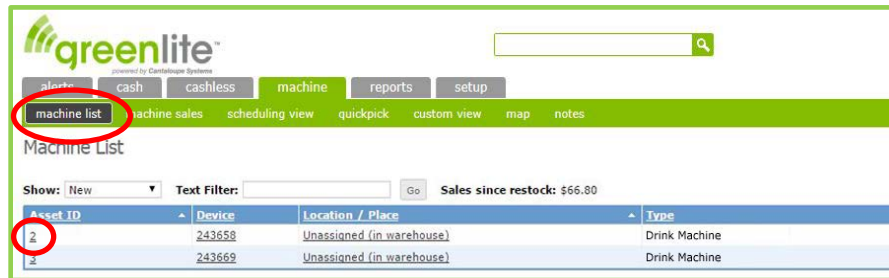 greenlite™
powered by Cantaloupe Systems
alerts cash cashless machine reports setup
machine list machine sales scheduling view quickpick custom view map notes
Machine List
Show: New Text Filter: Go Sales since restock: $66.80
Asset ID Device Location / Place Type
2 243658 Unassigned (in warehouse) Drink Machine
3 243669 Unassigned (in warehouse) Drink Machine